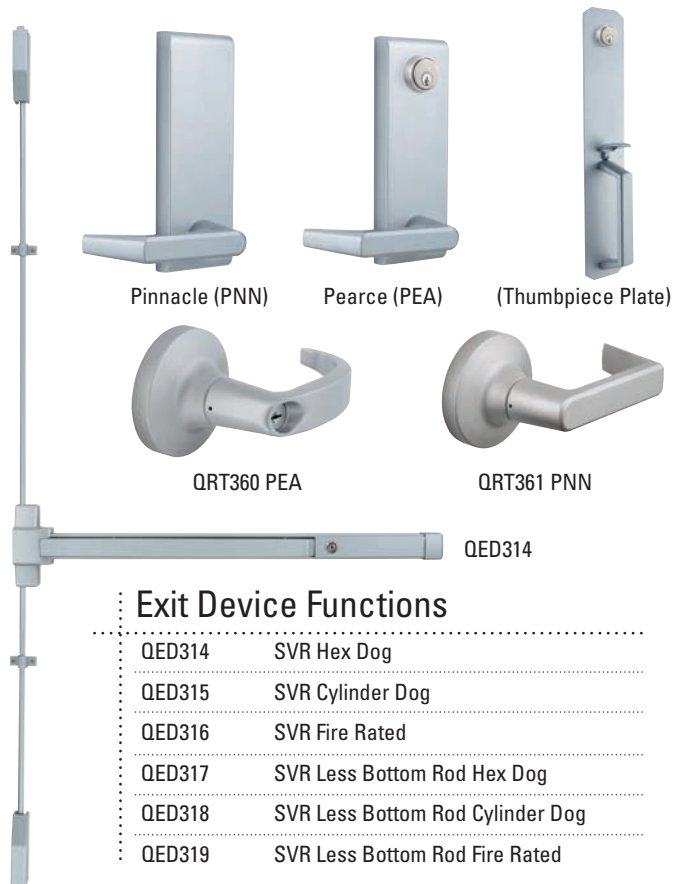 Pinnacle (PNN) Pearce (PEA) (Thumbpiece Plate)
QRT360 PEA QRT361 PNN
QED314
Exit Device Functions
QED314 SVR Hex Dog
QED315 SVR Cylinder Dog
QED316 SVR Fire Rated
QED317 SVR Less Bottom Rod Hex Dog
QED318 SVR Less Bottom Rod Cylinder Dog
QED319 SVR Less Bottom Rod Fire Rated